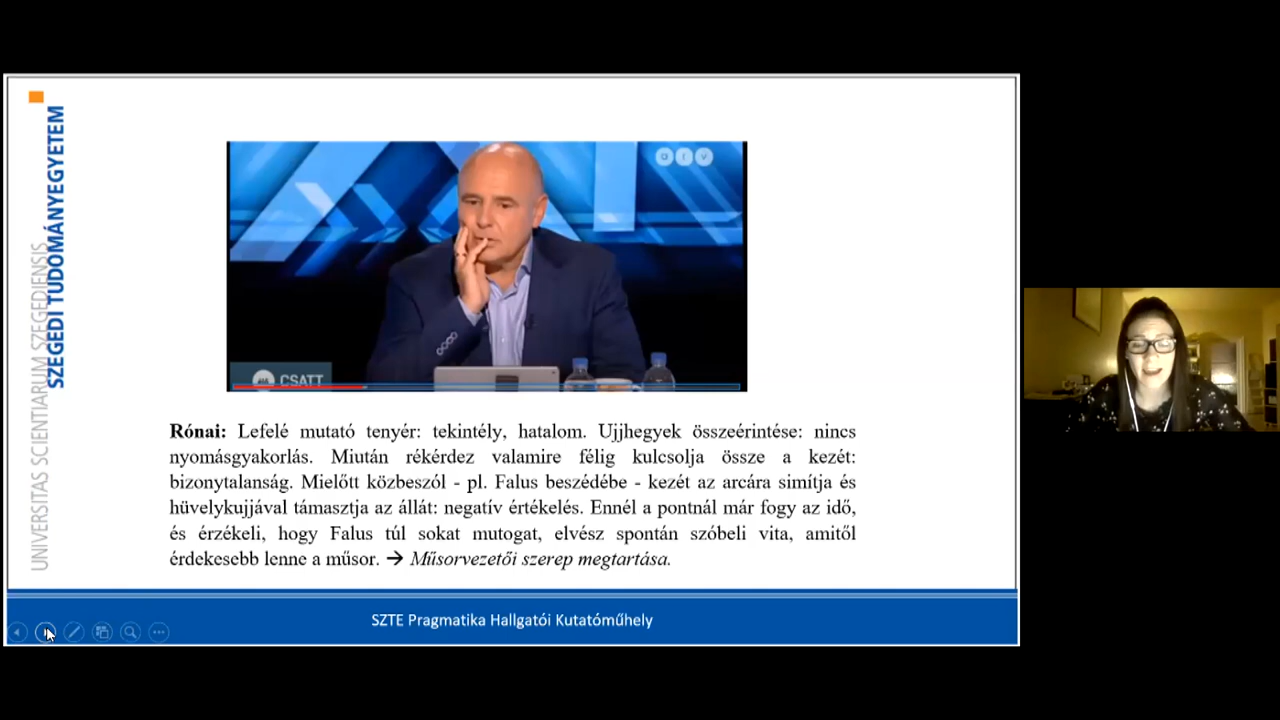 SZEGEDI TUDOMÁNYEGYETEM
UNIVERSITAS SCIENTIARUM SZEGEDIENSIS
a t v
CSATT
Rónai: Lefelé mutató tenyér: tekintély, hatalom. Ujjhegyek összeérintése: nincs
nyomásgyakorlás. Miután rékérdez valamire félig kulcsolja össze a kezét:
bizonytalanság. Mielőtt közbeszól - pl. Falus beszédébe - kezét az arcára simítja és
hüvelykujjával támasztja az állát: negatív értékelés. Ennél a pontnál már fogy az idő,
és érzékeli, hogy Falus túl sokat mutogat, elvész spontán szóbeli vita, amitől
érdekesebb lenne a műsor. → Műsorvezetői szerep megtartása.
SZTE Pragmatika Hallgatói Kutatóműhely